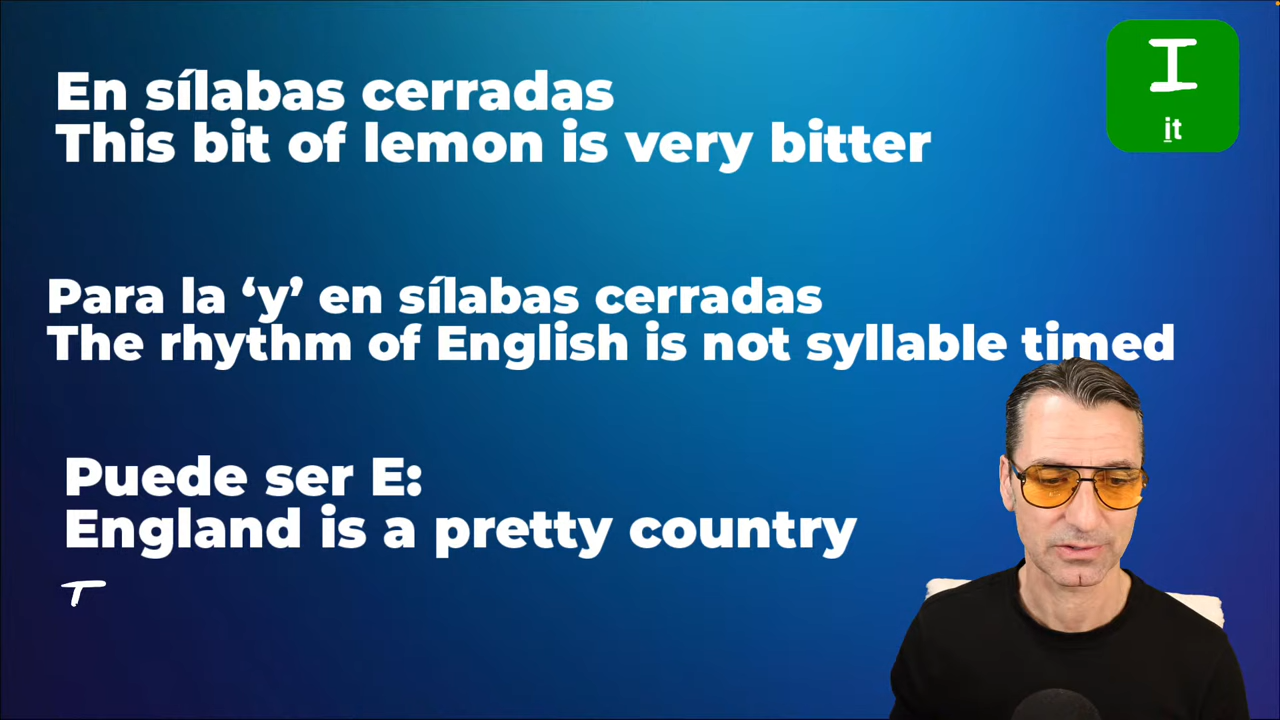 En sílabas cerradas
This bit of lemon is very bitter
I
it
Para la ‘y’ en sílabas cerradas
The rhythm of English is not syllable timed
Puede ser E:
England is a pretty country